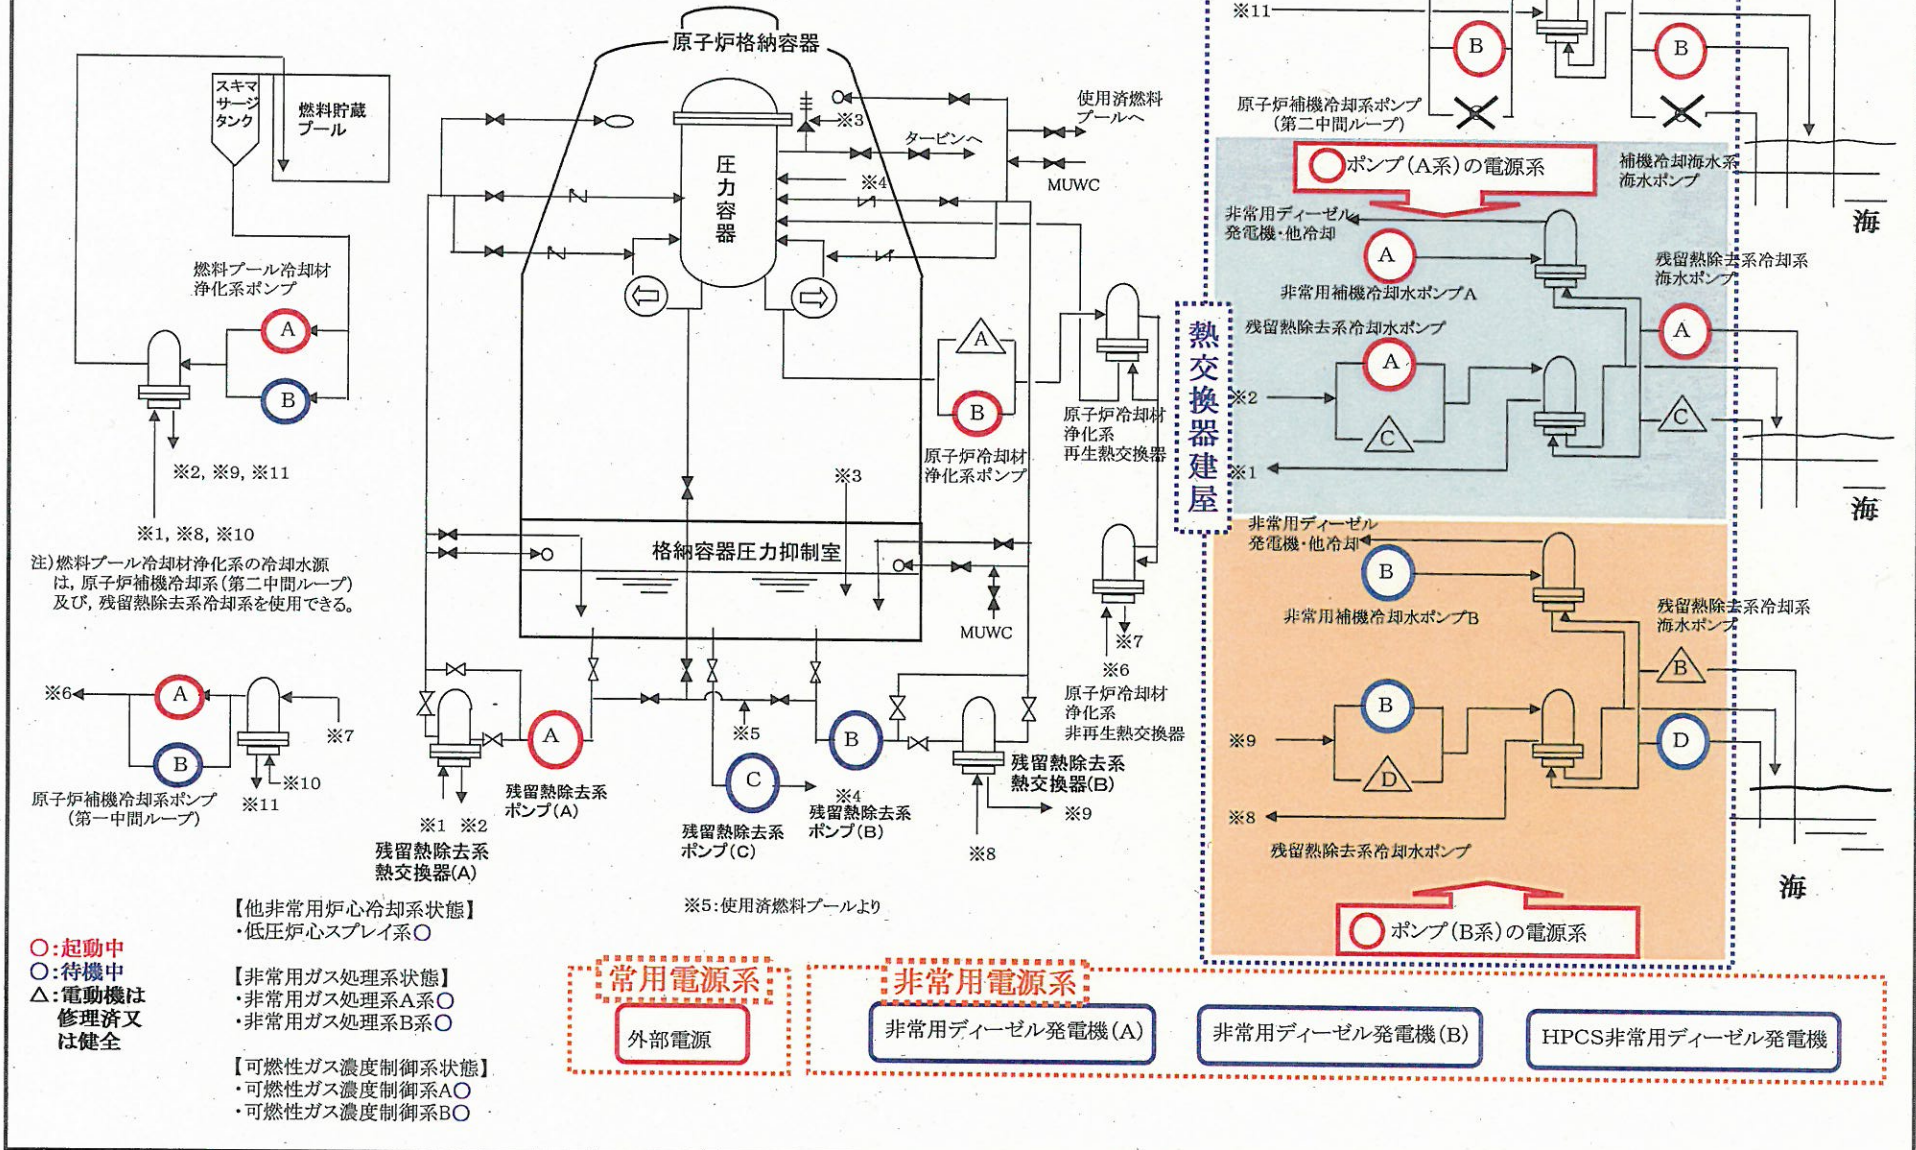 原子炉格納容器
スキマ
サージ
タンク
燃料貯蔵
プール
※3
使用済燃料
プールへ
タービンへ
MUWC
※4
圧力容器
燃料プール冷却材
浄化系ポンプ
A
B
※2, ※9, ※11
※1, ※8, ※10
注)燃料プール冷却材浄化系の冷却水源
は, 原子炉補機冷却系(第二中間ループ)
及び, 残留熱除去系冷却系を使用できる。
A
B
原子炉冷却材
浄化系ポンプ
原子炉冷却材
浄化系
再生熱交換器
※3
格納容器圧力抑制室
MUWC
※7
※6
原子炉冷却材
浄化系
非再生熱交換器
※6
A
B
※7
※10
※11
原子炉補機冷却系ポンプ
(第一中間ループ)
※1 ※2
残留熱除去系
熱交換器(A)
A
残留熱除去系
ポンプ(A)
※5
C
※4
残留熱除去系
ポンプ(C)
B
残留熱除去系
ポンプ(B)
残留熱除去系
熱交換器(B)
※9
※8
※5:使用済燃料プールより
※11
B
B
原子炉補機冷却系ポンプ
(第二中間ループ)
補機冷却海水系
海水ポンプ
海
ポンプ(A系)の電源系
非常用ディーゼル
発電機・他冷却
A
非常用補機冷却水ポンプA
残留熱除去系冷却系
海水ポンプ
A
C
残留熱除去系冷却水ポンプ
A
C
※2
※1
海
熱交換器建屋
非常用ディーゼル
発電機・他冷却
B
非常用補機冷却水ポンプB
残留熱除去系冷却系
海水ポンプ
B
D
B
D
※9
※8
残留熱除去系冷却水ポンプ
海
ポンプ(B系)の電源系
○:起動中
○:待機中
△:電動機は
修理済又
は健全
【他非常用炉心冷却系状態】
・低圧炉心スプレイ系○
【非常用ガス処理系状態】
・非常用ガス処理系A系○
・非常用ガス処理系B系○
【可燃性ガス濃度制御系状態】
・可燃性ガス濃度制御系A○
・可燃性ガス濃度制御系B○
常用電源系
外部電源
非常用電源系
非常用ディーゼル発電機(A)
非常用ディーゼル発電機(B)
HPCS非常用ディーゼル発電機